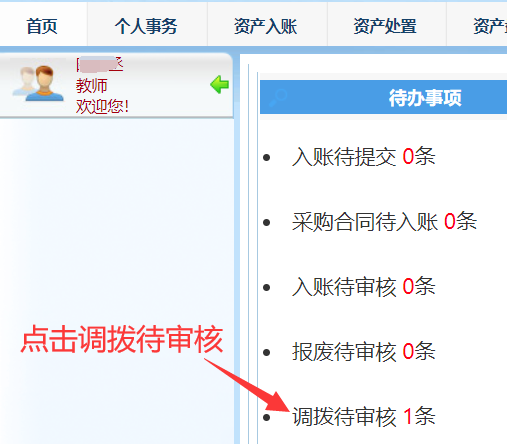 首页 个人事务 资产入账 资产处置
教师
欢迎您！
待办事项
入账待提交 0条
采购合同待入账 0条
入账待审核 0条
报废待审核 0条
点击调拨待审核
调拨待审核 1条